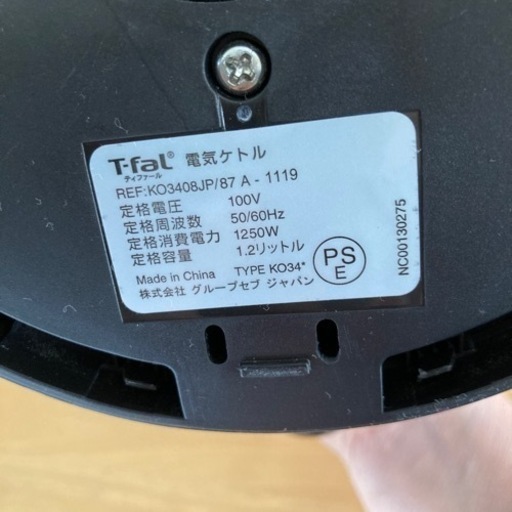 T-faL® 電気ケトル
ティファール
REF:KO3408JP/87 A - 1119
定格電圧 100V
定格周波数 50/60Hz
定格消費電力 1250W
定格容量 1.2リットル
Made in China TYPE KO34*
株式会社 グループセブ ジャパン
PS
E
NC00130275